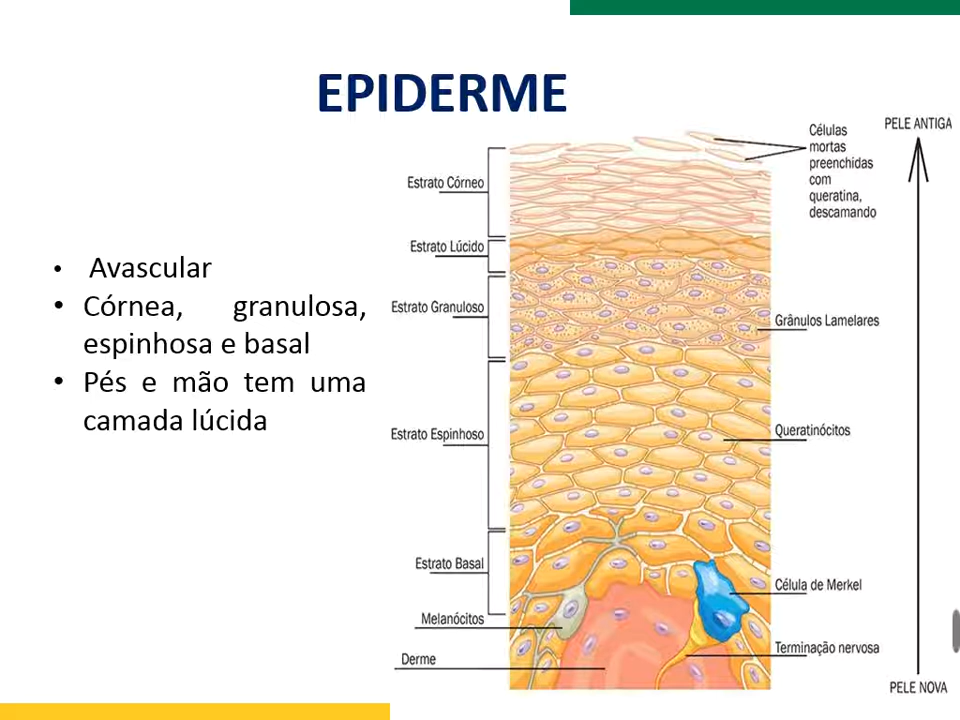 EPIDERME
• Avascular
• Córnea, granulosa,
espinhosa e basal
• Pés e mão tem uma
camada lúcida
Estrato Córneo
Estrato Lúcido
Estrato Granuloso
Estrato Espinhoso
Estrato Basal
Melanócitos
Derme
Células
mortas
preenchidas
com
queratina,
descamando
Grânulos Lamelares
Queratinócitos
Célula de Merkel
Terminação nervosa
PELE ANTIGA
PELE NOVA